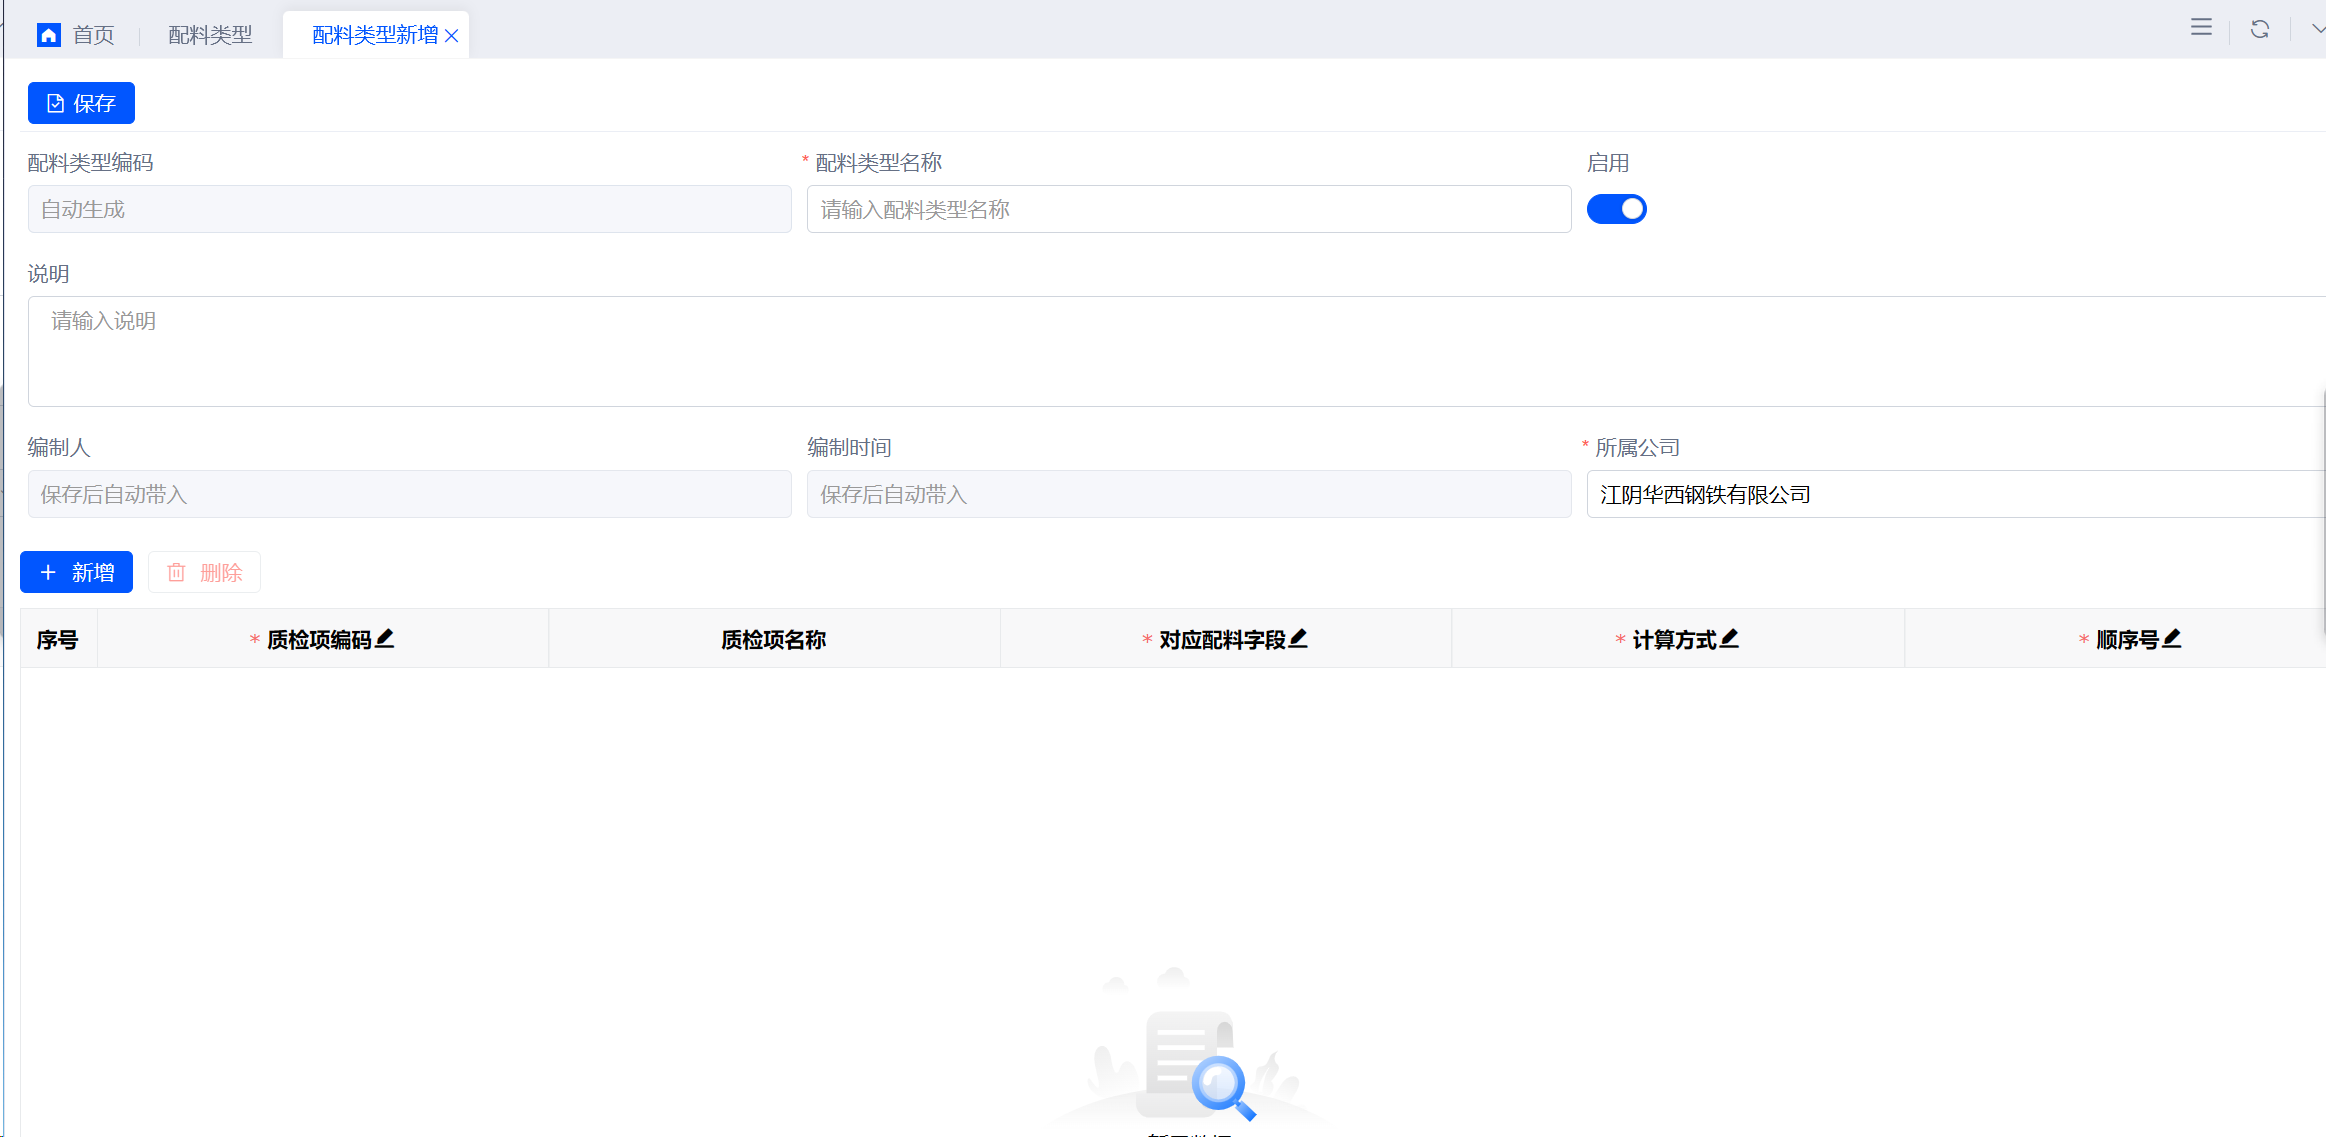 首页 配料类型 配料类型新增
保存
配料类型编码 * 配料类型名称 启用
自动生成 请输入配料类型名称
说明
请输入说明
编制人 编制时间 * 所属公司
保存后自动带入 保存后自动带入 江阴华西钢铁有限公司
新增 删除
序号 * 质检项编码 质检项名称 * 对应配料字段 * 计算方式 * 顺序号